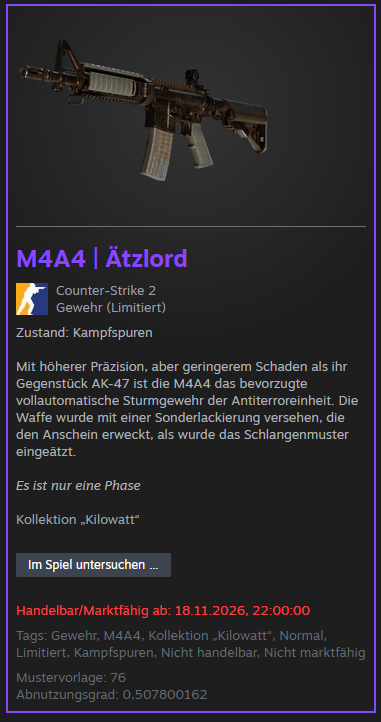 M4A4 | Ätzlord
Counter-Strike 2
Gewehr (Limitiert)
Zustand: Kampfspuren
Mit höherer Präzision, aber geringerem Schaden als ihr
Gegenstück AK-47 ist die M4A4 das bevorzugte
vollautomatische Sturmgewehr der Antiterroreinheit. Die
Waffe wurde mit einer Sonderlackierung versehen, die
den Anschein erweckt, als wurde das Schlangenmuster
eingeätzt.
Es ist nur eine Phase
Kollektion „Kilowatt“
Im Spiel untersuchen ...
Handelbar/Marktfähig ab: 18.11.2026, 22:00:00
Tags: Gewehr, M4A4, Kollektion „Kilowatt“, Normal,
Limitiert, Kampfspuren, Nicht handelbar, Nicht marktfähig
Mustervorlage: 76
Abnutzungsgrad: 0,507800162